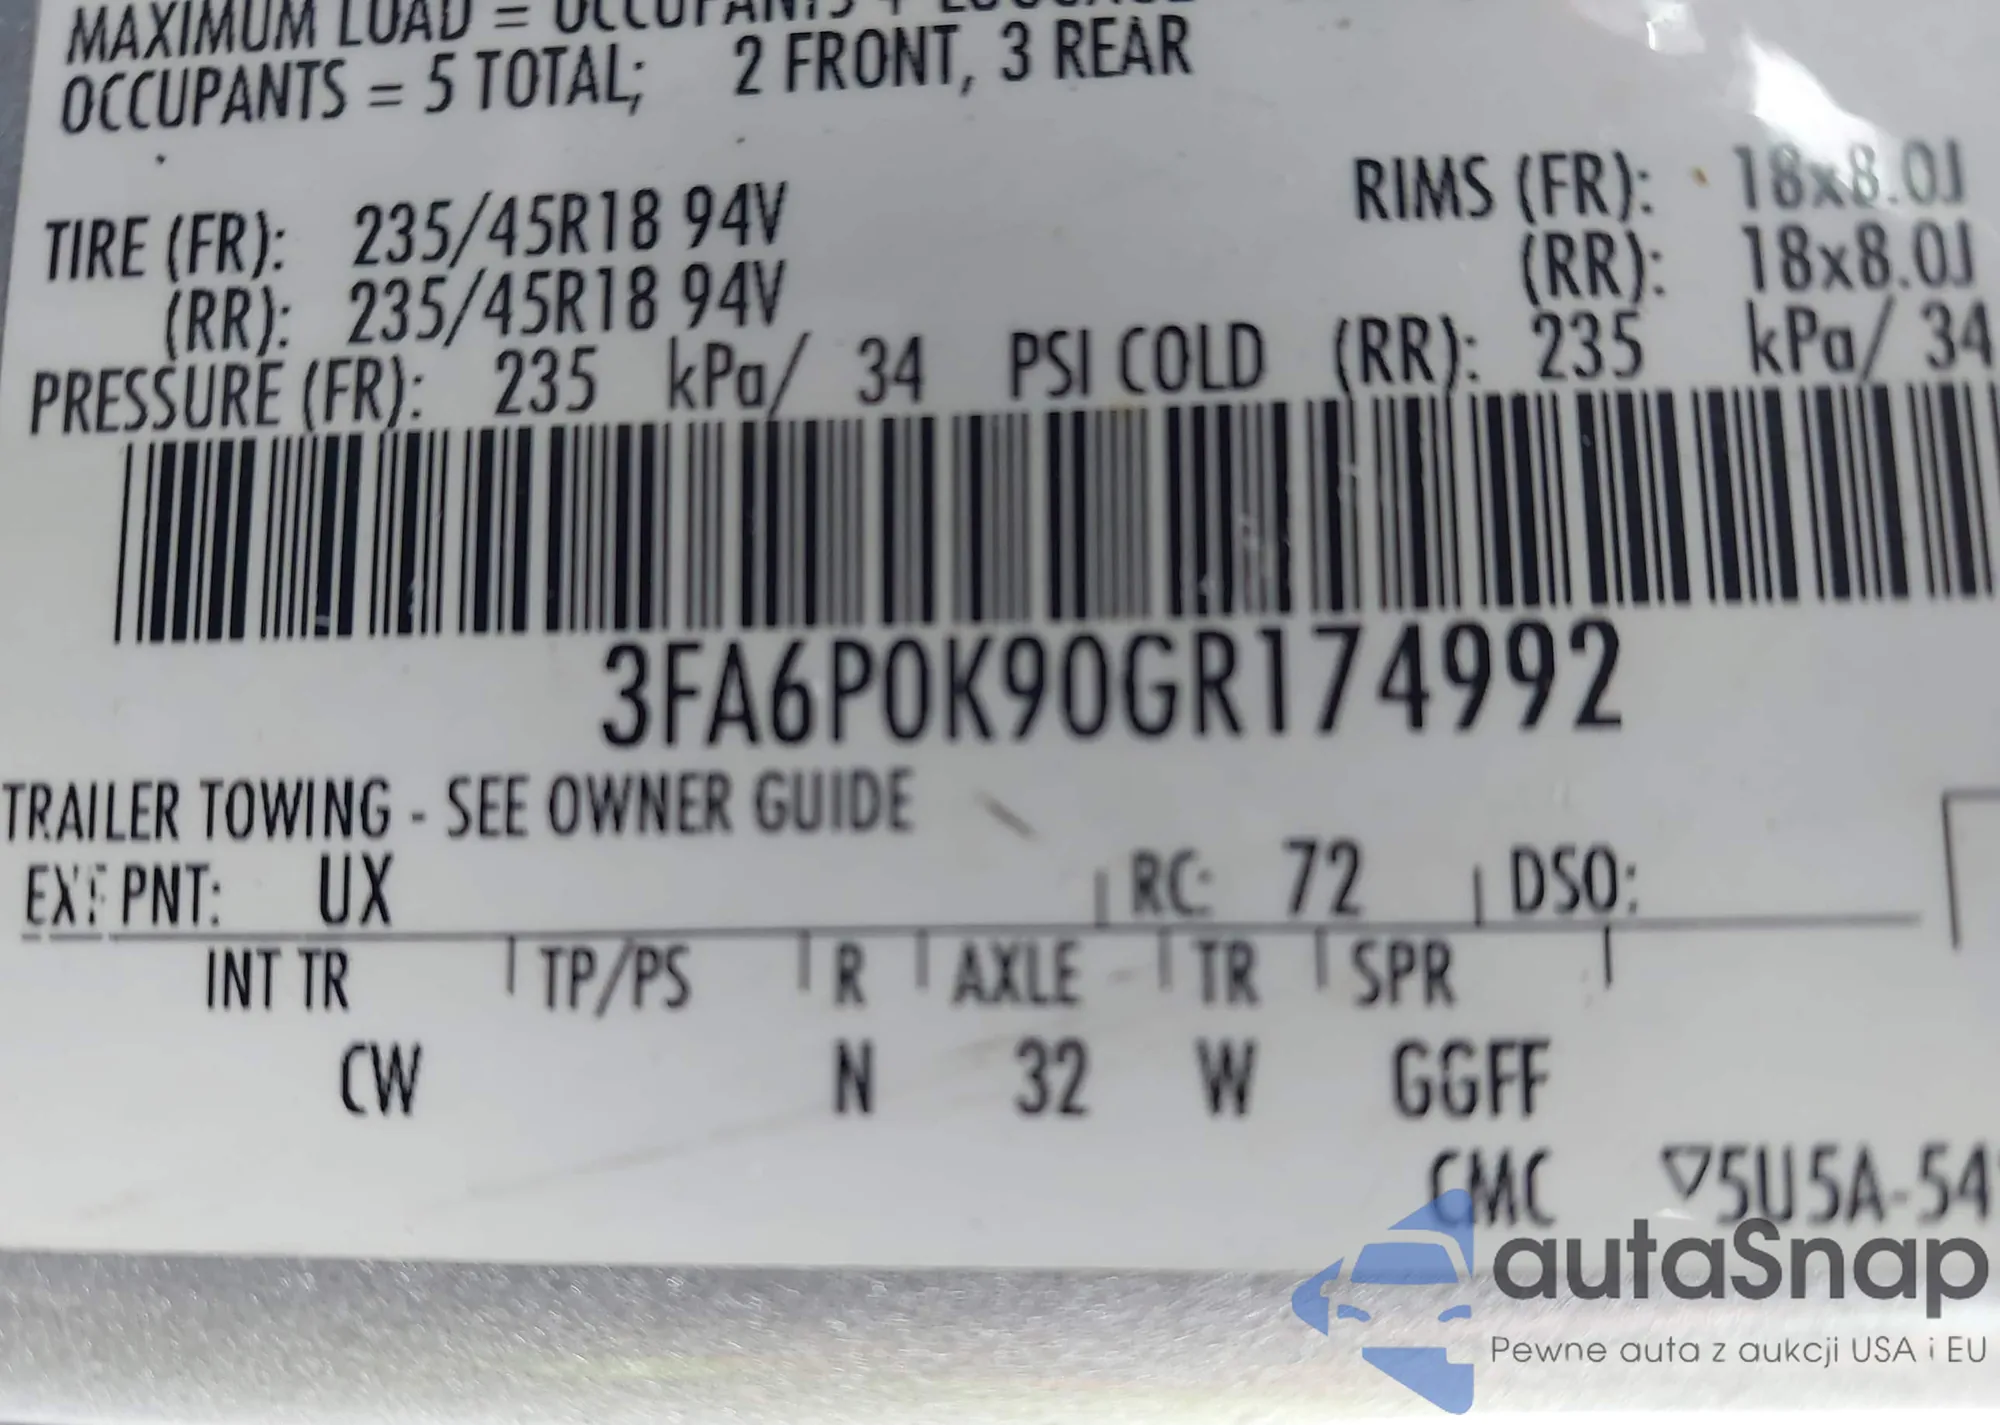 MAXIMUM LOAD = OCCUPANTS + LUGGAGE
OCCUPANTS = 5 TOTAL; 2 FRONT, 3 REAR
TIRE (FR): 235/45R18 94V RIMS (FR): 18x8.0J
(RR): 235/45R18 94V (RR): 18x8.0J
PRESSURE (FR): 235 kPa/ 34 PSI COLD (RR): 235 kPa/ 34
3FA6P0K90GR174992
TRAILER TOWING - SEE OWNER GUIDE
EXT PNT: UX RC: 72 DSO:
INT TR TP/PS R AXLE TR SPR
CW N 32 W GGFF
CMC ▽5U5A-54
autaSnap
Pewne auta z aukcji USA i EU